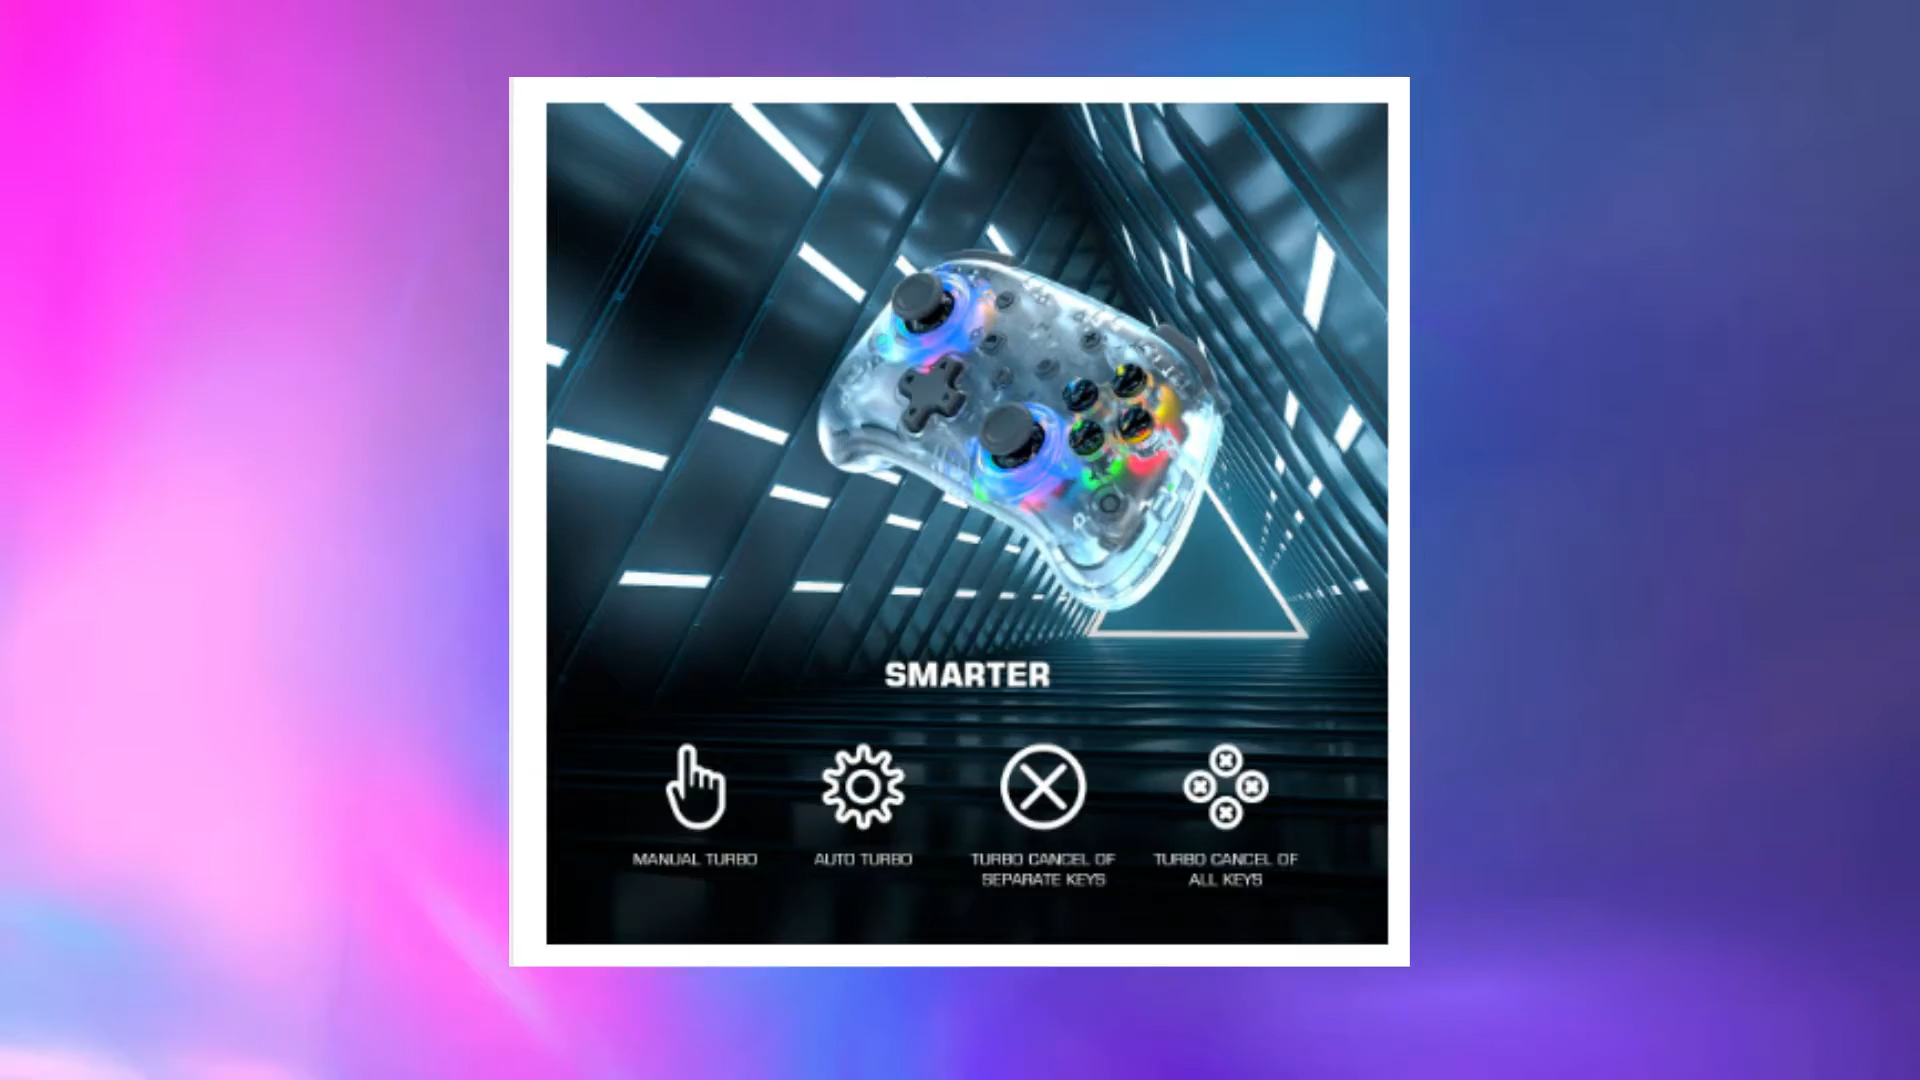 SMARTER
MANUAL TURBO
AUTO TURBO
TURBO CANCEL OF
SEPARATE KEYS
TURBO CANCEL OF
ALL KEYS